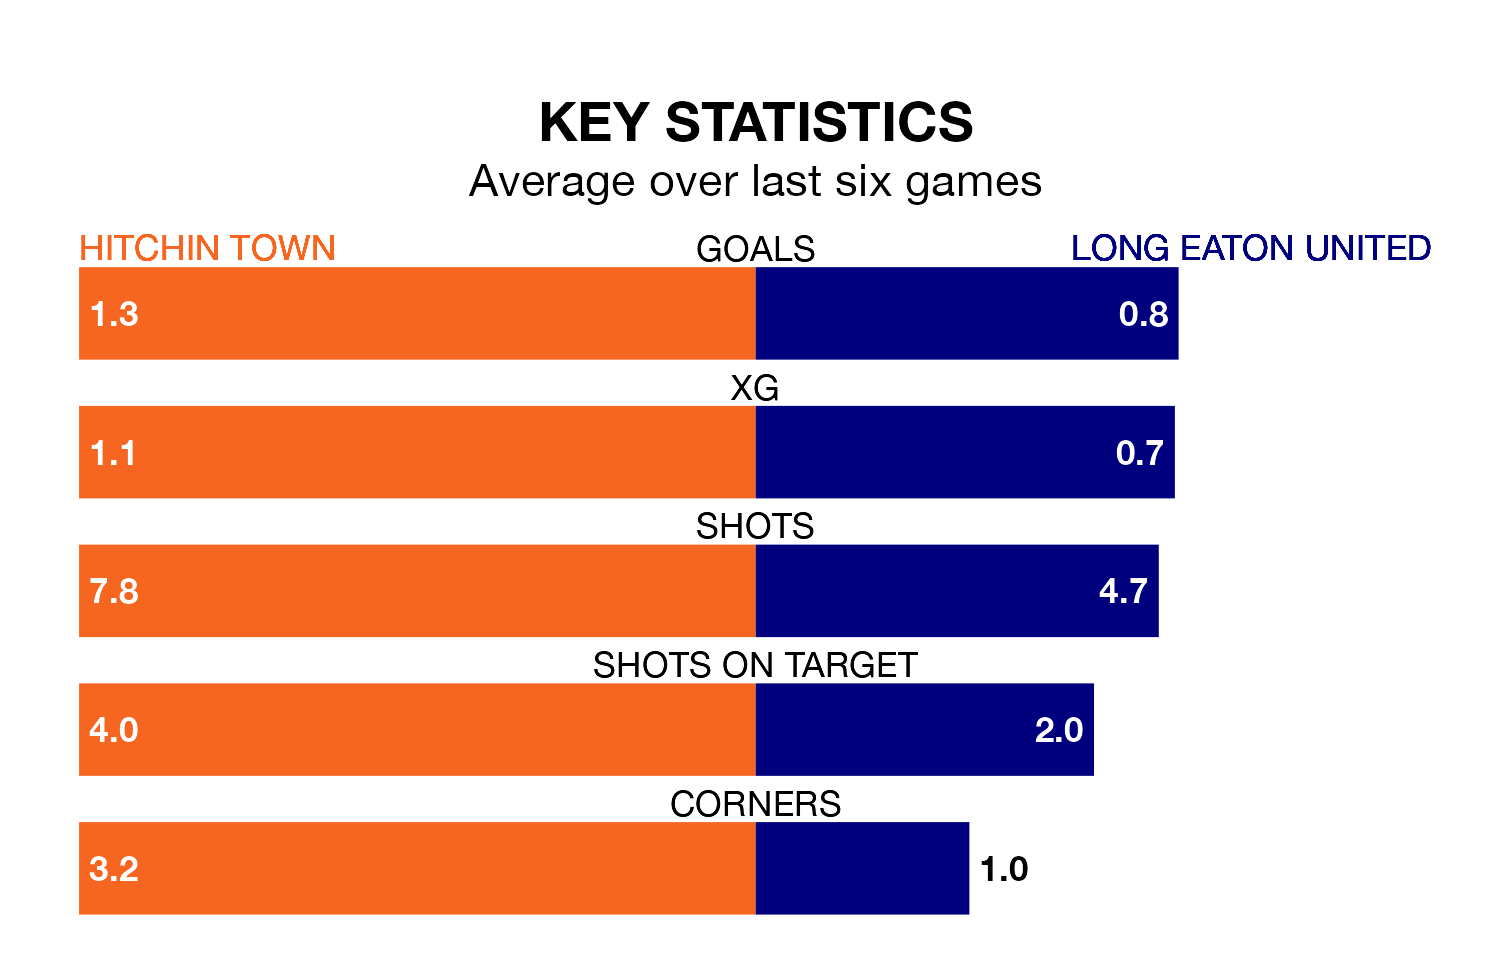 KEY STATISTICS
Average over last six games
HITCHIN TOWN GOALS LONG EATON UNITED
1.3 0.8
XG
1.1 0.7
SHOTS
7.8 4.7
SHOTS ON TARGET
4.0 2.0
CORNERS
3.2 1.0